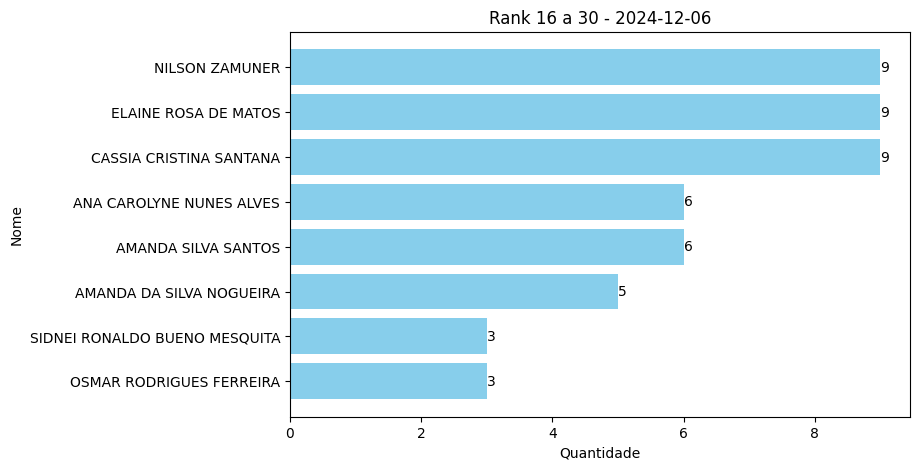 Rank 16 a 30 - 2024-12-06
NILSON ZAMUNER 9
ELAINE ROSA DE MATOS 9
CASSIA CRISTINA SANTANA 9
ANA CAROLYNE NUNES ALVES 6
AMANDA SILVA SANTOS 6
AMANDA DA SILVA NOGUEIRA 5
SIDNEI RONALDO BUENO MESQUITA 3
OSMAR RODRIGUES FERREIRA 3
Nome
0 2 4 6 8
Quantidade